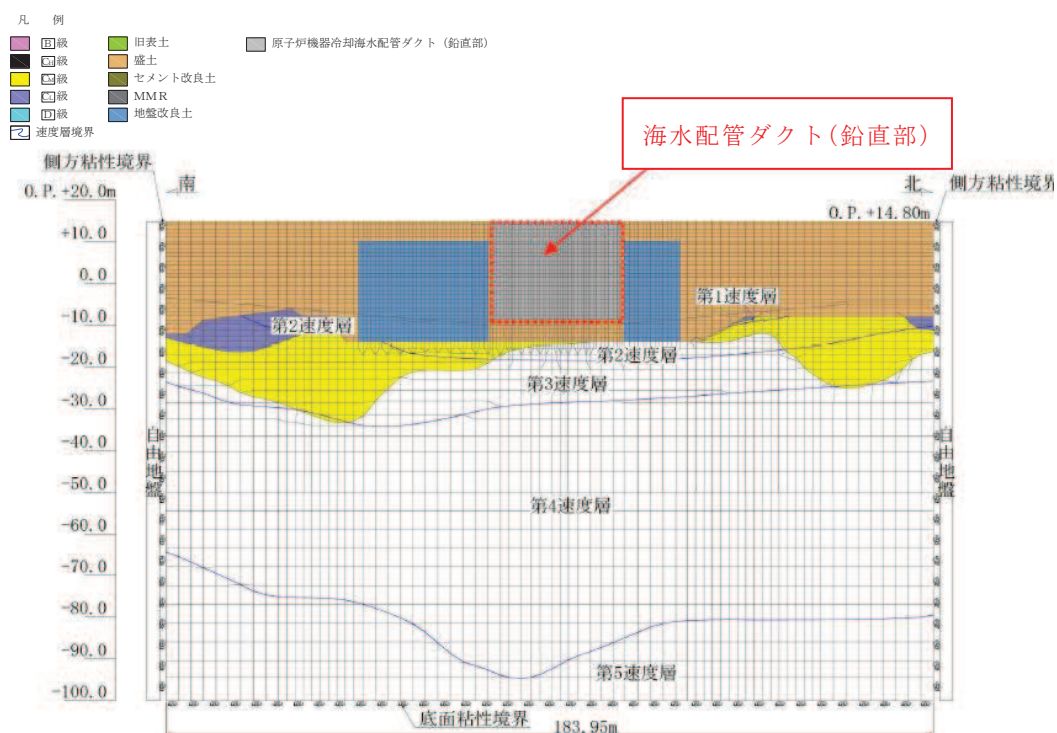 凡 例
B級
CH級
CM級
CL級
D級
速度層境界
旧表土
盛土
セメント改良土
MMR
地盤改良土
原子炉機器冷却海水配管ダクト（鉛直部）
海水配管ダクト（鉛直部）
側方粘性境界
南
北
側方粘性境界
O.P.+20.0m
O.P.+14.80m
+10.0
0.0
-10.0
-20.0
-30.0
-40.0
-50.0
-60.0
-70.0
-80.0
-90.0
-100.0
第1速度層
第2速度層
第2速度層
第3速度層
自由地盤
自由地盤
第4速度層
第5速度層
底面粘性境界
183.95m